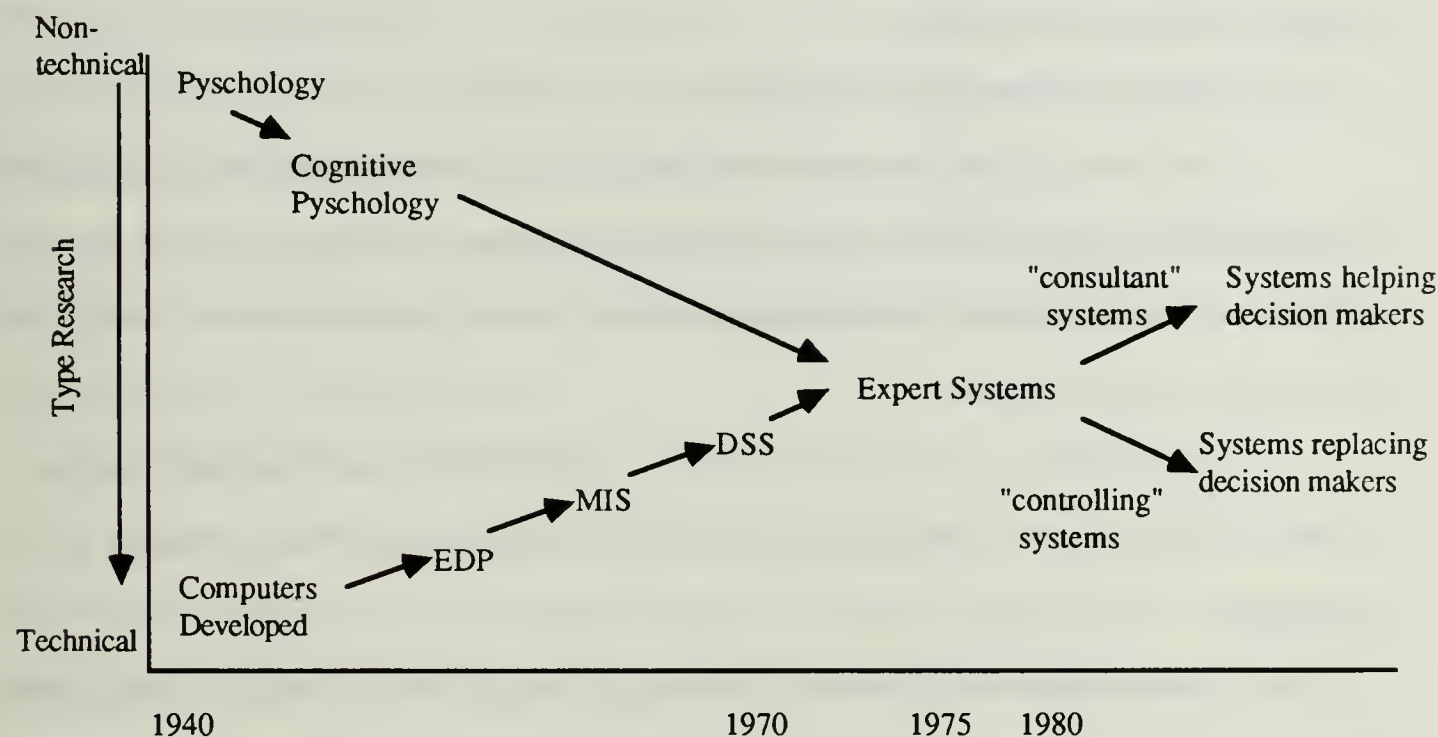 Non-
technical
Pyschology
Cognitive
Pyschology
Type Research
"consultant"
systems
Systems helping
decision makers
Expert Systems
DSS
Systems replacing
decision makers
MIS
"controlling"
systems
EDP
Computers
Developed
Technical
1940 1970 1975 1980